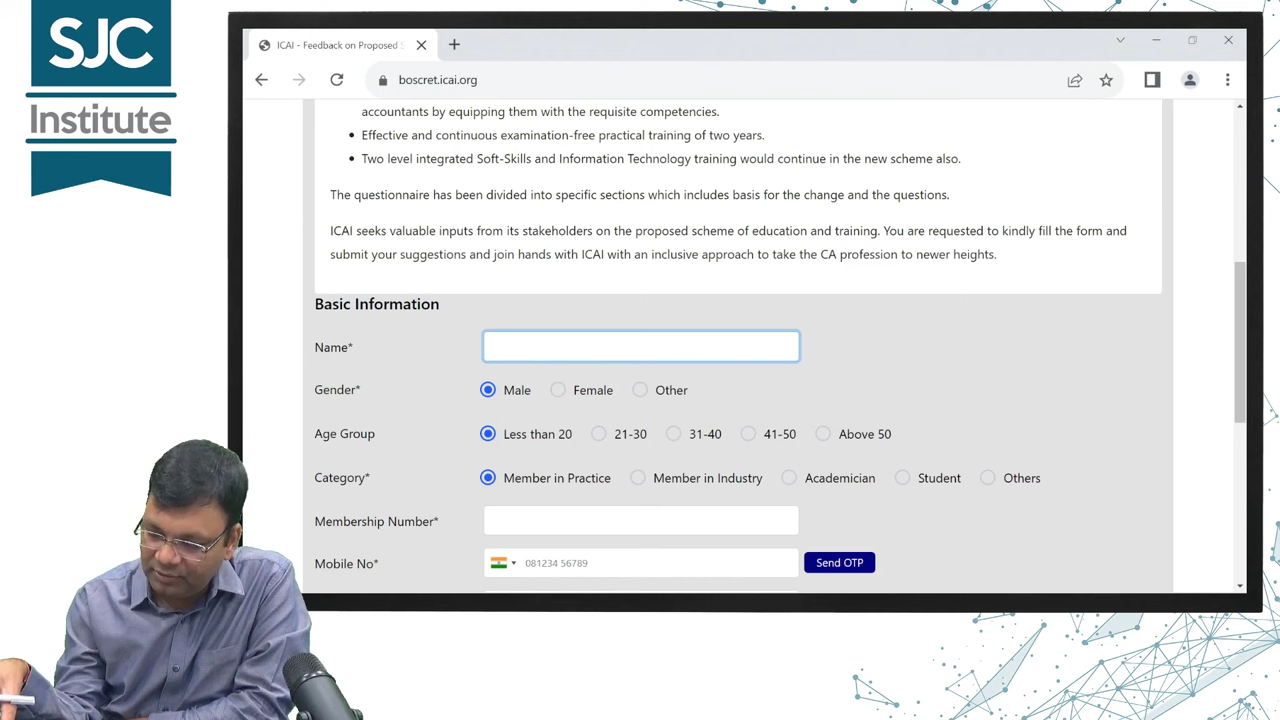 SJC
Institute
ICAI - Feedback on Proposed S
boscret.icai.org
accountants by equipping them with the requisite competencies.
• Effective and continuous examination-free practical training of two years.
• Two level integrated Soft-Skills and Information Technology training would continue in the new scheme also.
The questionnaire has been divided into specific sections which includes basis for the change and the questions.
ICAI seeks valuable inputs from its stakeholders on the proposed scheme of education and training. You are requested to kindly fill the form and
submit your suggestions and join hands with ICAI with an inclusive approach to take the CA profession to newer heights.
Basic Information
Name*
Gender* Male Female Other
Age Group Less than 20 21-30 31-40 41-50 Above 50
Category* Member in Practice Member in Industry Academician Student Others
Membership Number*
Mobile No* 081234 56789 Send OTP